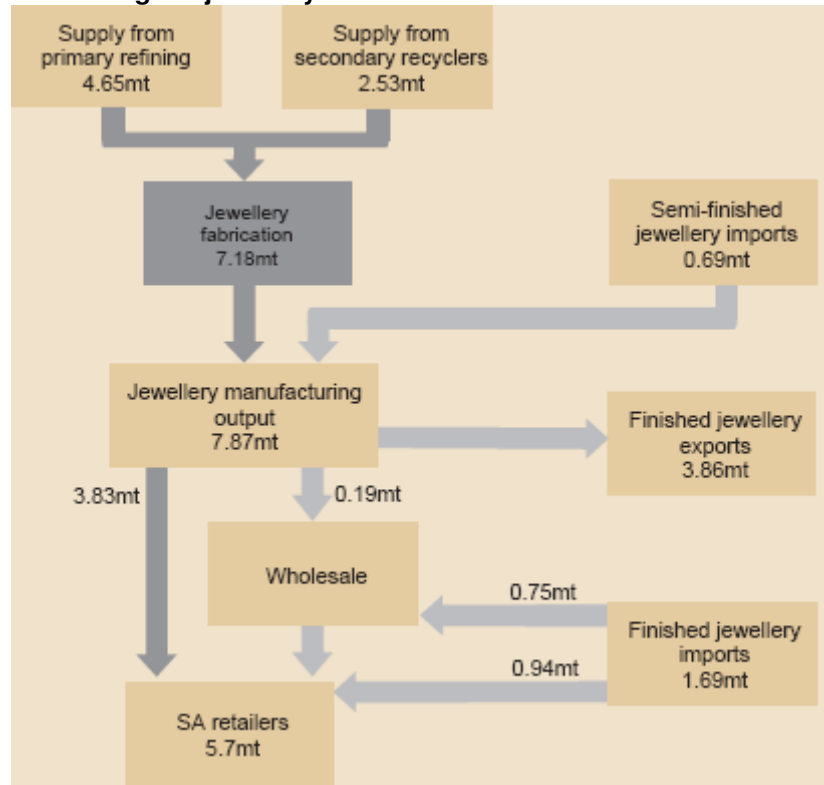 Supply from
primary refining
4.65mt
Supply from
secondary recyclers
2.53mt
Jewellery
fabrication
7.18mt
Semi-finished
jewellery imports
0.69mt
Jewellery manufacturing
output
7.87mt
Finished jewellery
exports
3.86mt
3.83mt
0.19mt
Wholesale
0.75mt
Finished jewellery
imports
1.69mt
0.94mt
SA retailers
5.7mt